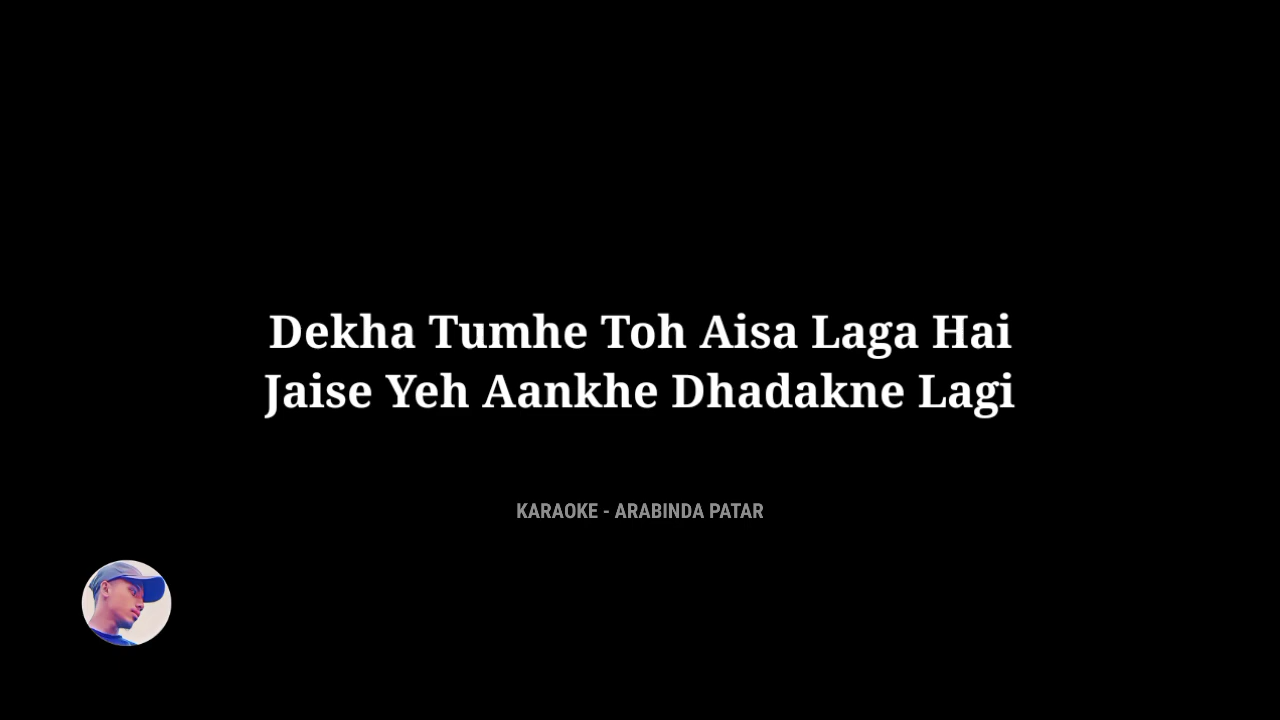 Dekha Tumhe Toh Aisa Laga Hai
Jaise Yeh Aankhe Dhadakne Lagi
KARAOKE - ARABINDA PATAR